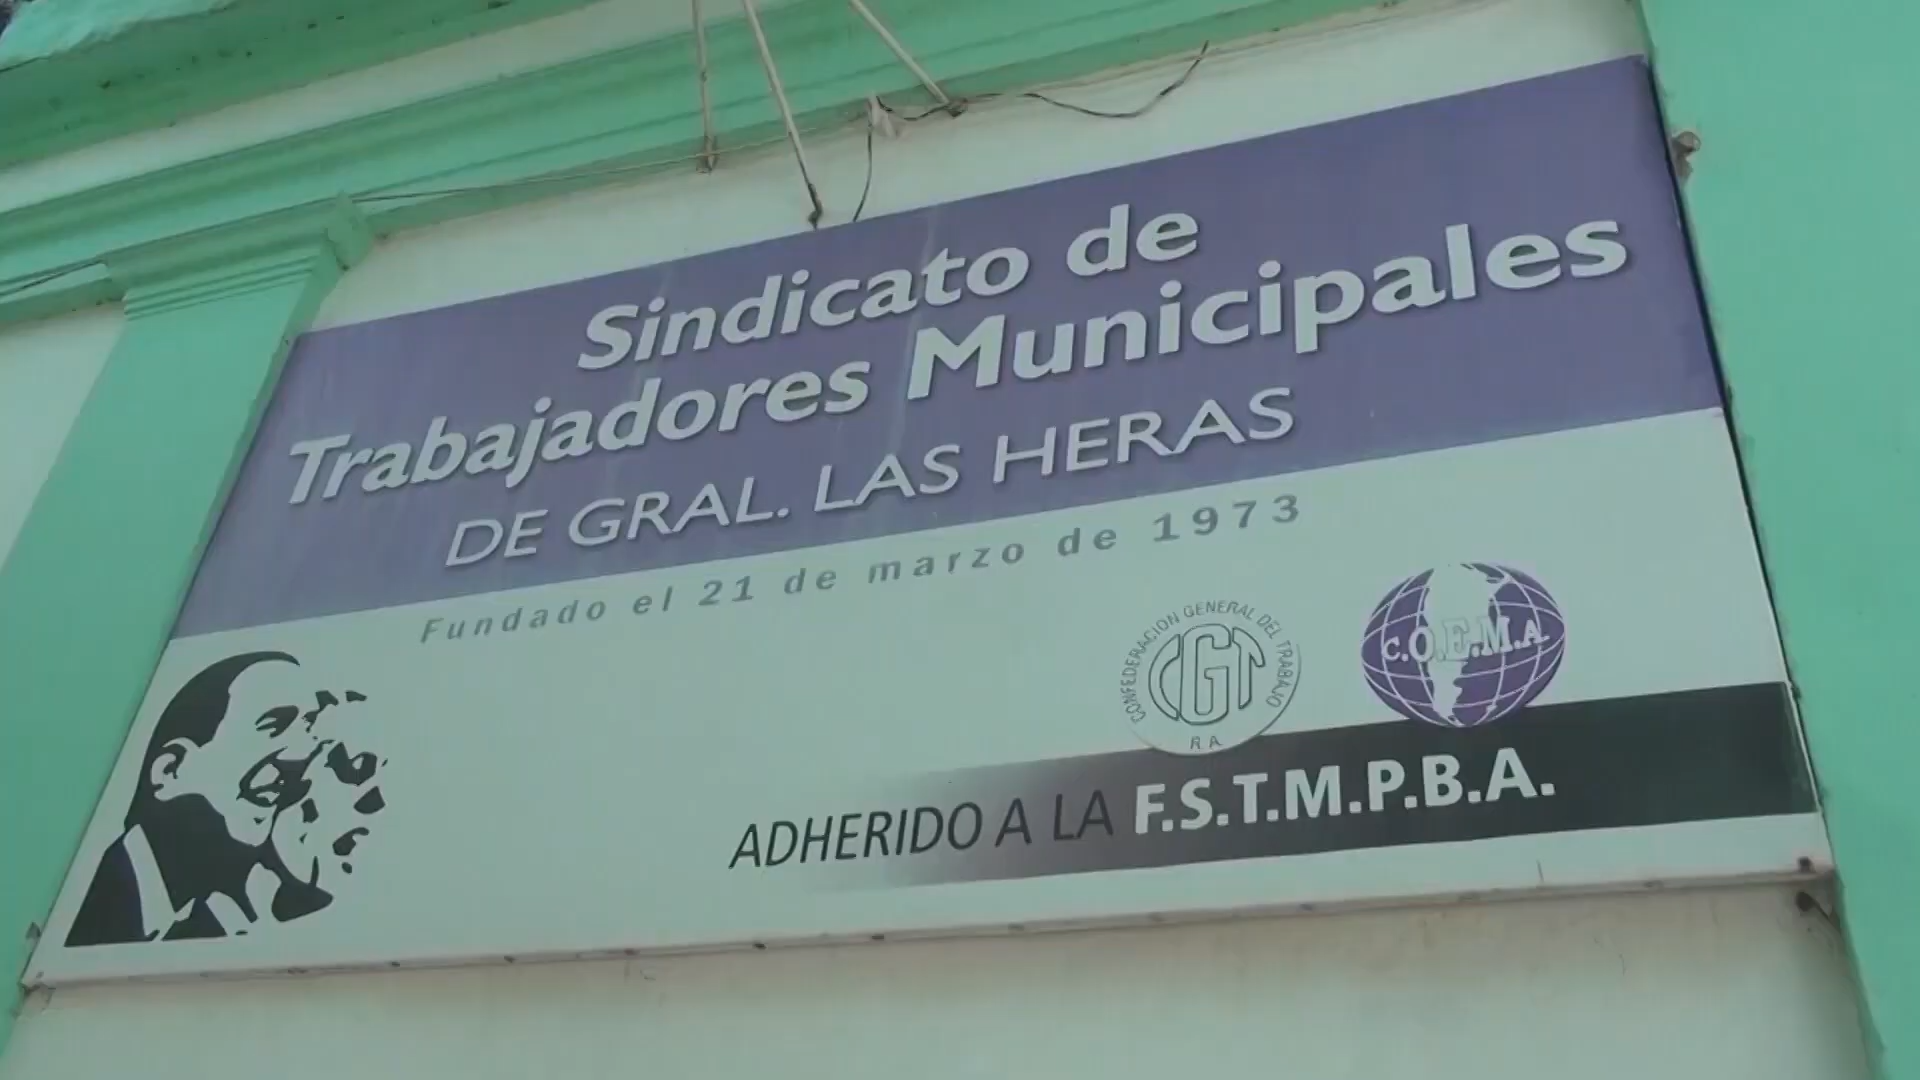 Sindicato de
Trabajadores Municipales
DE GRAL. LAS HERAS
Fundado el 21 de marzo de 1973
CONFEDERACION GENERAL DEL TRABAJO
CGT
R A
C.O.E.M.A
ADHERIDO A LA F.S.T.M.P.B.A.